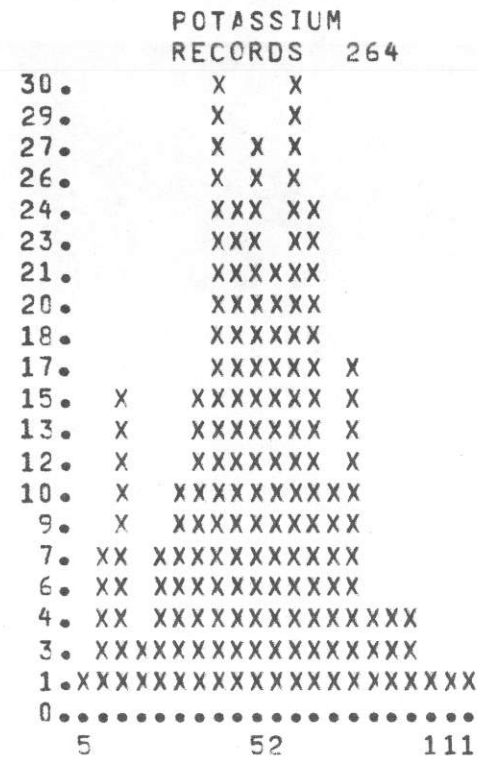 POTASSIUM
RECORDS 264
30. X X
29. X X
27. X X X
26. X X X
24. XXX XX
23. XXX XX
21. XXXXXX
20. XXXXXX
18. XXXXXX
17. XXXXXX X
15. X XXXXXXX X
13. X XXXXXXX X
12. X XXXXXXX X
10. X XXXXXXXXXX
9. X XXXXXXXXXX
7. XX XXXXXXXXXXX
6. XX XXXXXXXXXXX
4. XX XXXXXXXXXXXXXX
3. XXXXXXXXXXXXXXXXX
1.XXXXXXXXXXXXXXXXXXXXX
0......................
5 52 111